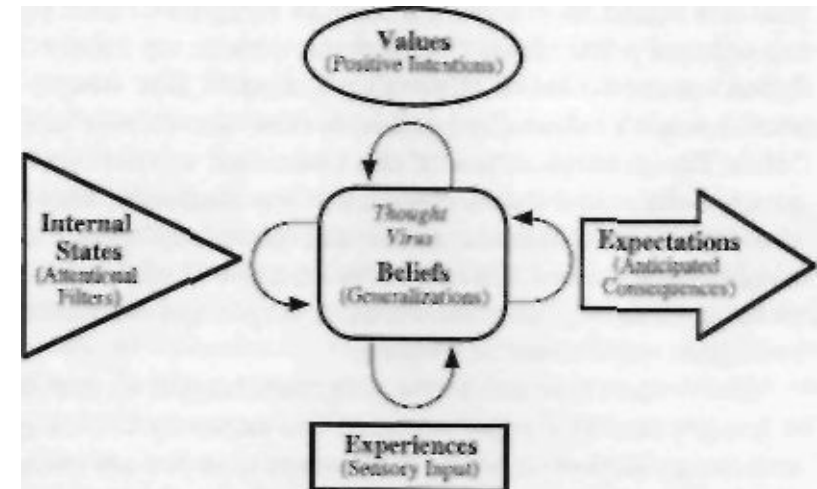 Values
(Positive Intentions)
Internal
States
(Attentional
Filters)
Thought
Virus
Beliefs
(Generalizations)
Expectations
(Anticipated
Consequences)
Experiences
(Sensory Input)